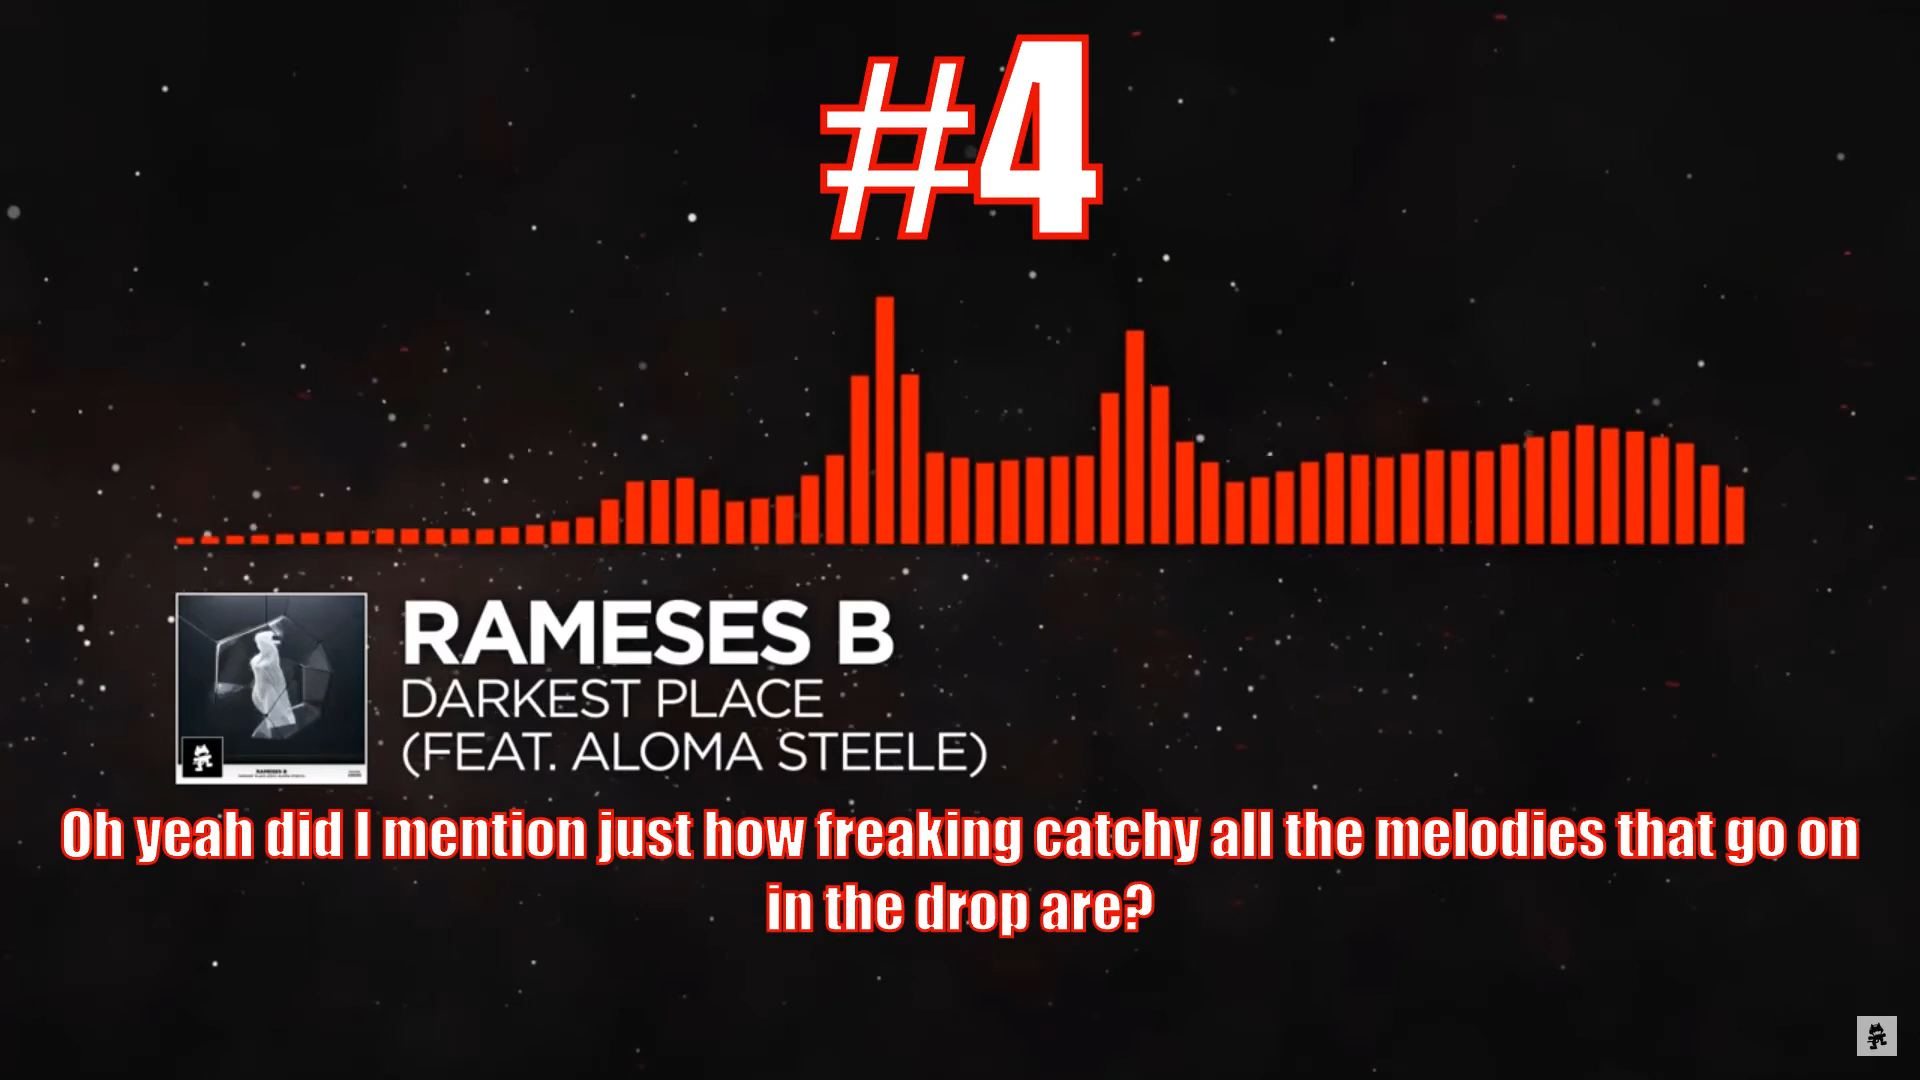 #4
RAMESES B
DARKEST PLACE
(FEAT. ALOMA STEELE)
RAMESES B
Oh yeah did I mention just how freaking catchy all the melodies that go on
in the drop are?